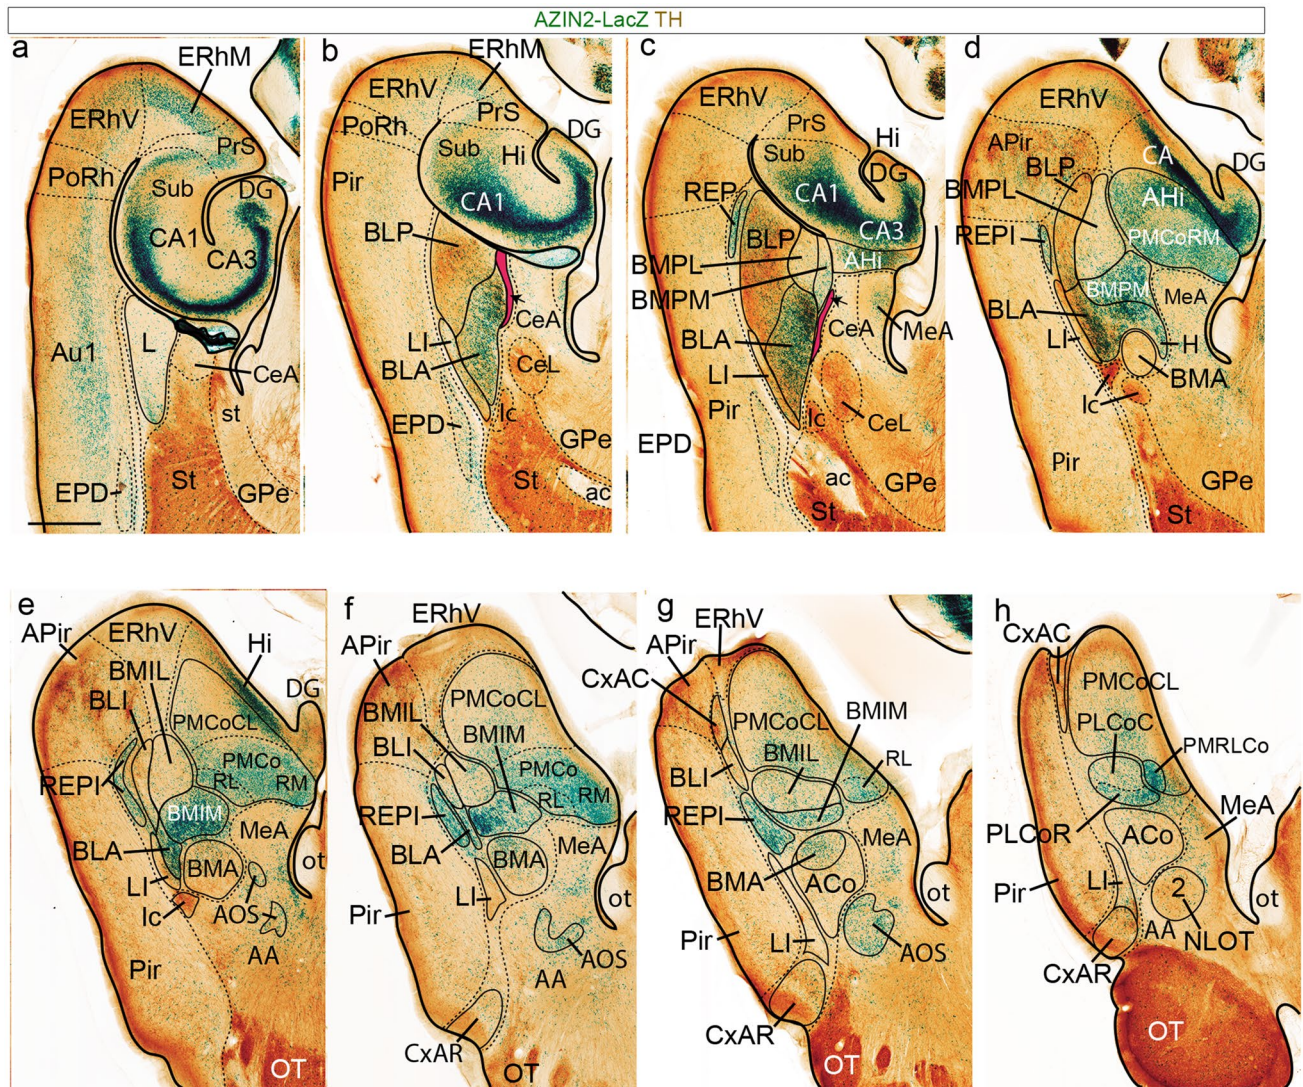 AZIN2-LacZ TH
a
ERhM
ERhV
PrS
PoRh
Sub
DG
CA1
CA3
Au1
L
CeA
st
EPD
St
GPe
b
ERhM
ERhV
PrS
DG
PoRh
Sub
Hi
Pir
CA1
BLP
CeA
LI
CeL
BLA
Ic
EPD
GPe
St
ac
c
ERhV
PrS
Hi
Sub
DG
REP
CA1
CA3
BLP
AHi
BMPL
BMPM
CeA
MeA
BLA
LI
Pir
Ic
CeL
EPD
ac
GPe
St
d
ERhV
APir
CA
DG
BLP
BMPL
AHi
REPI
PMCoRM
BMPM
MeA
BLA
LI
H
BMA
Ic
Pir
GPe
St
e
APir
ERhV
Hi
BMIL
BLI
DG
PMCoCL
PMCo
REPI
RL
RM
BMIM
MeA
BLA
BMA
ot
LI
Ic
AOS
AA
Pir
OT
f
ERhV
APir
PMCoCL
BMIL
BMIM
BLI
PMCo
RL
RM
REPI
MeA
BLA
BMA
LI
Pir
AOS
AA
CxAR
OT
g
ERhV
APir
CxAC
PMCoCL
BMIM
BMIL
RL
BLI
REPI
MeA
BMA
ACo
ot
Pir
LI
AOS
CxAR
OT
h
CxAC
PMCoCL
PLCoC
PMRLCo
MeA
PLCoR
ACo
LI
Pir
2
ot
AA
NLOT
CxAR
OT